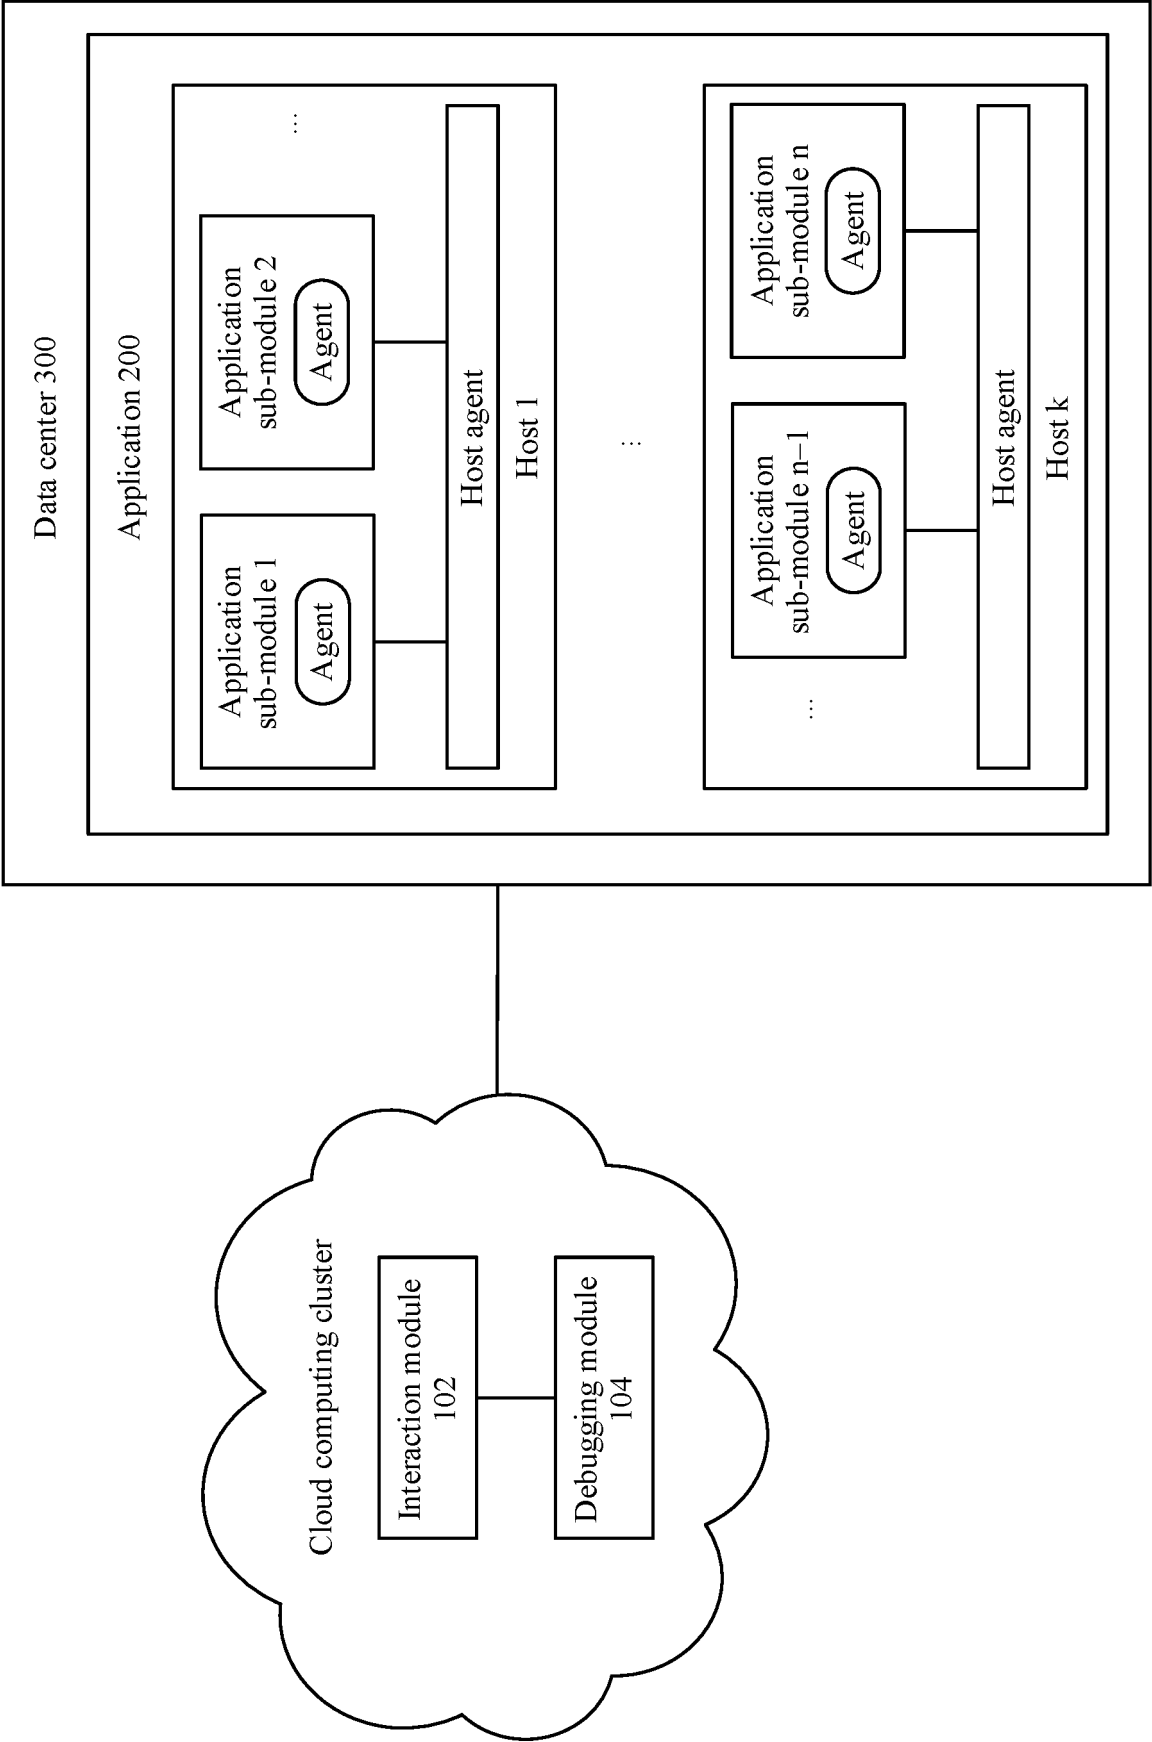 Data center 300
Application 200
Application
sub-module 1
Agent
Application
sub-module 2
Agent
...
Host agent
Host 1
...
...
Application
sub-module n–1
Agent
Application
sub-module n
Agent
Host agent
Host k
Cloud computing cluster
Interaction module
102
Debugging module
104